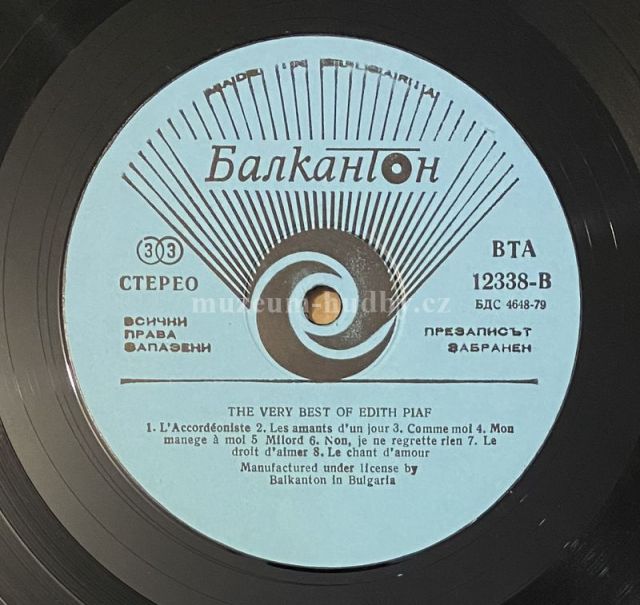 MADE IN BULGARIA
Балкантон
33
СТЕРЕО
ВТА
12338-В
БДС 4648-79
ВСИЧКИ
ПРАВА
ЗАПАЗЕНИ
ПРЕЗАПИСЪТ
ЗАБРАНЕН
muzeum-hudby.cz
THE VERY BEST OF EDITH PIAF
1. L'Accordéoniste 2. Les amants d'un jour 3. Comme moi 4. Mon
manege à moi 5 Milord 6. Non, je ne regrette rien 7. Le
droit d'aimer 8. Le chant d'amour
Manufactured under license by
Balkanton in Bulgaria